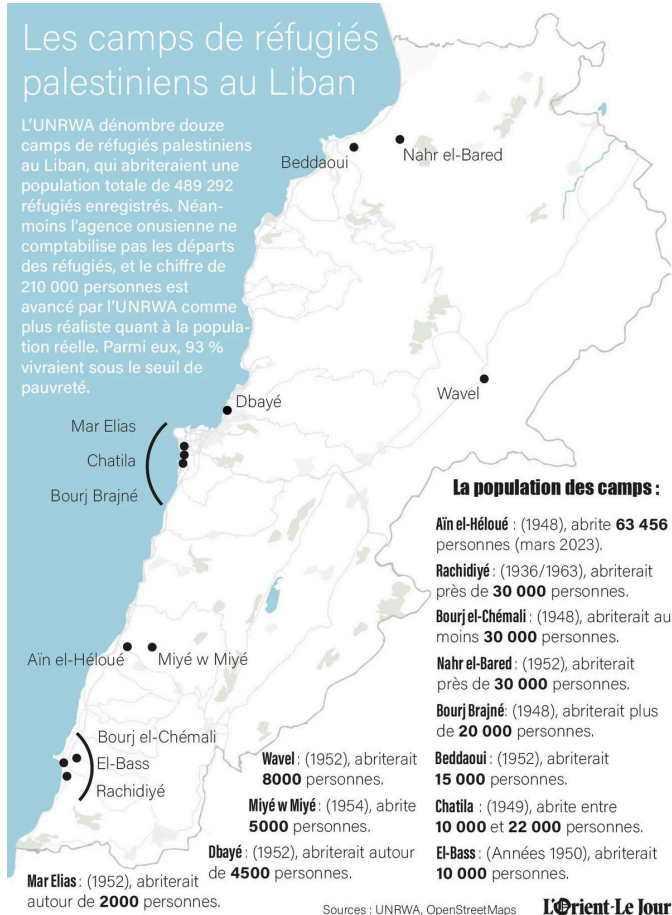 Les camps de réfugiés
palestiniens au Liban
L'UNRWA dénombre douze
camps de réfugiés palestiniens
au Liban, qui abriteraient une
population totale de 489 292
réfugiés enregistrés. Néan-
moins l'agence onusienne ne
comptabilise pas les départs
des réfugiés, et le chiffre de
210 000 personnes est
avancé par l'UNRWA comme
plus réaliste quant à la popula-
tion réelle. Parmi eux, 93 %
vivraient sous le seuil de
pauvreté.
Beddaoui
Nahr el-Bared
Wavel
Dbayé
Mar Elias
Chatila
Bourj Brajné
Aïn el-Héloué
Miyé w Miyé
Bourj el-Chémali
El-Bass
Rachidiyé
La population des camps :
Aïn el-Héloué : (1948), abrite 63 456
personnes (mars 2023).
Rachidiyé : (1936/1963), abriterait
près de 30 000 personnes.
Bourj el-Chémali : (1948), abriterait au
moins 30 000 personnes.
Nahr el-Bared : (1952), abriterait
près de 30 000 personnes.
Bourj Brajné: (1948), abriterait plus
de 20 000 personnes.
Beddaoui : (1952), abriterait
15 000 personnes.
Chatila : (1949), abrite entre
10 000 et 22 000 personnes.
El-Bass : (Années 1950), abriterait
10 000 personnes.
Wavel : (1952), abriterait
8000 personnes.
Miyé w Miyé : (1954), abrite
5000 personnes.
Dbayé : (1952), abriterait autour
de 4500 personnes.
Mar Elias : (1952), abriterait
autour de 2000 personnes.
Sources : UNRWA, OpenStreetMaps
L'Orient-Le Jour